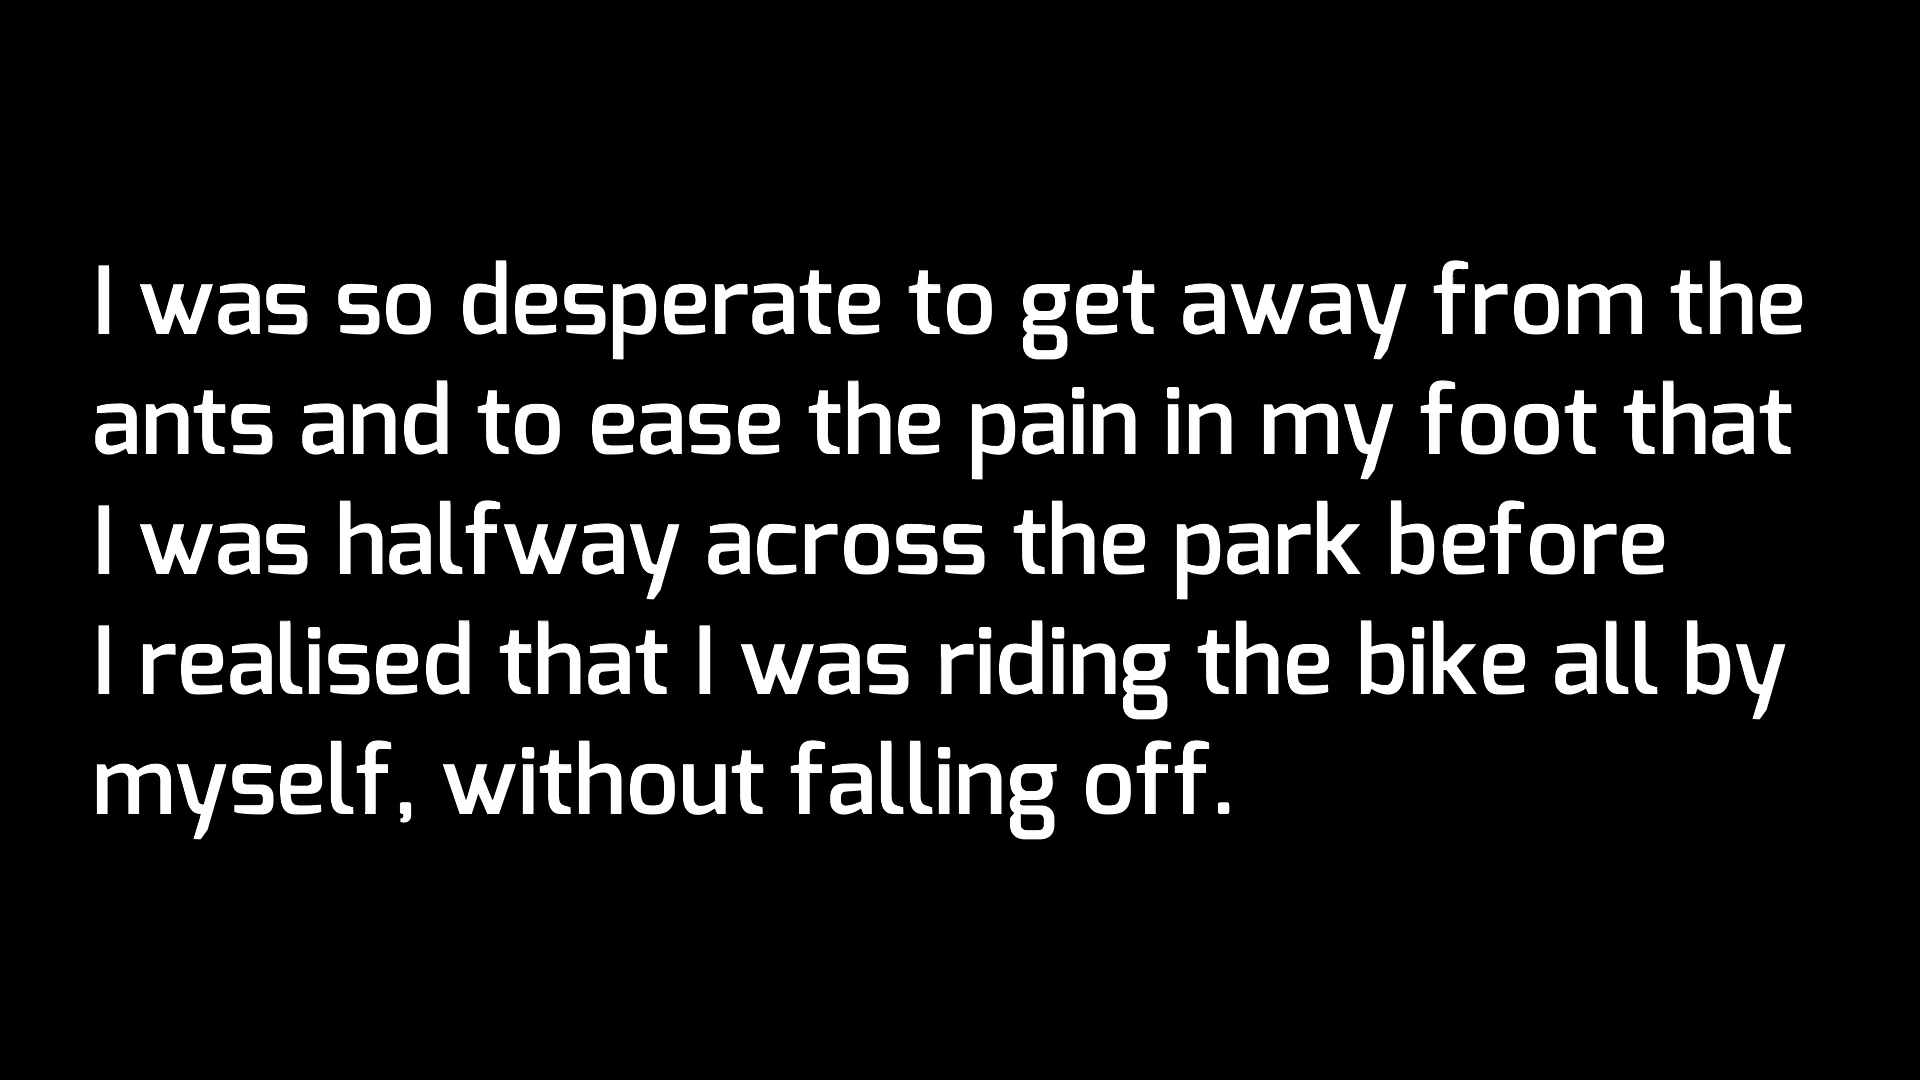 I was so desperate to get away from the
ants and to ease the pain in my foot that
I was halfway across the park before
I realised that I was riding the bike all by
myself, without falling off.